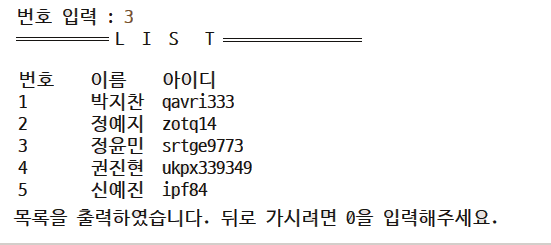 번호 입력 : 3
==========L I S T===============
번호 이름 아이디
1 박지찬 qavri333
2 정예지 zotq14
3 정윤민 srtge9773
4 권진현 ukpx339349
5 신예진 ipf84
목록을 출력하였습니다. 뒤로 가시려면 0을 입력해주세요.